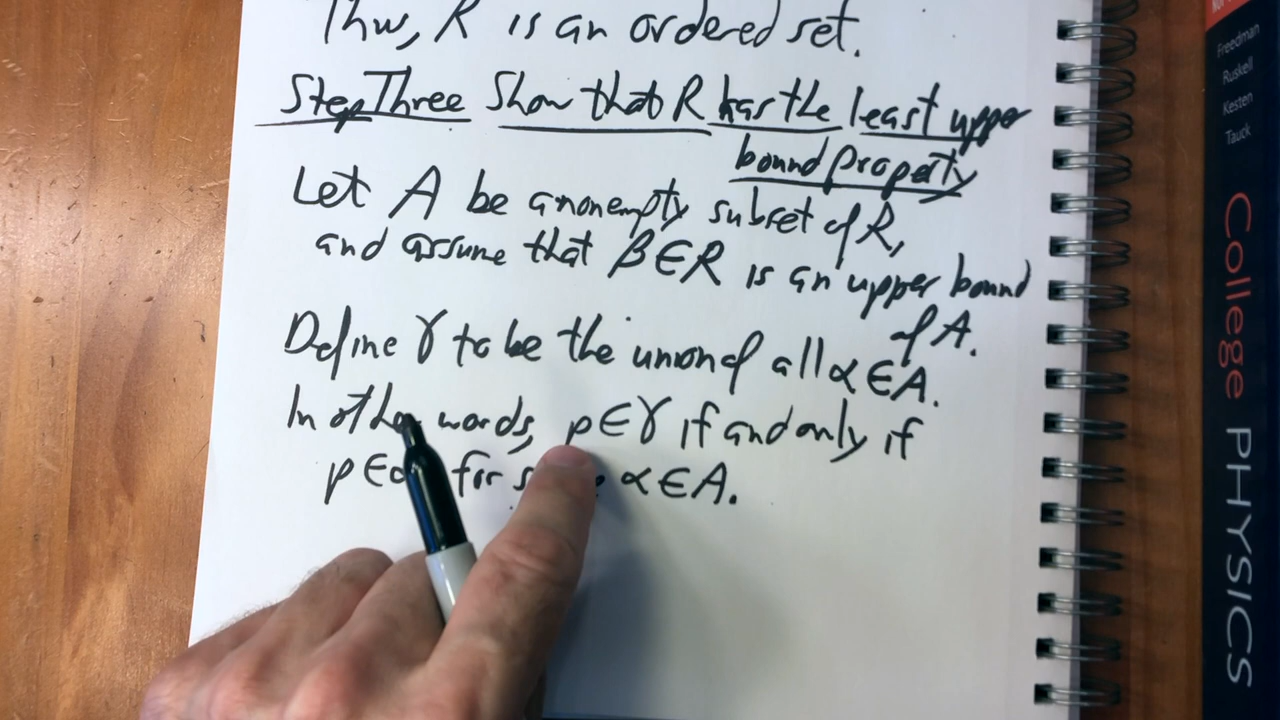 Thus, R is an ordered set.
Step Three Show that R has the least upper
bound property
Let A be a nonempty subset of R,
and assume that β∈R is an upper bound
of A.
Define γ to be the union of all α∈A.
In other words, p∈γ if and only if
p∈ for α∈A.
Freedman
Ruskell
Kesten
Tauck
College PHYSICS